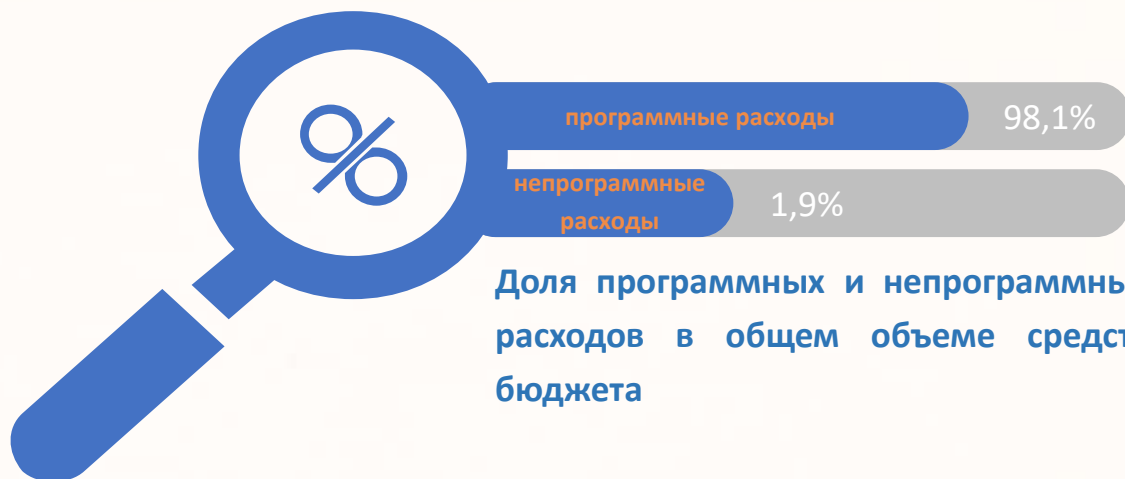 %
программные расходы
98,1%
непрограммные
расходы
1,9%
Доля программных и непрограммны
расходов в общем объеме средст
бюджета